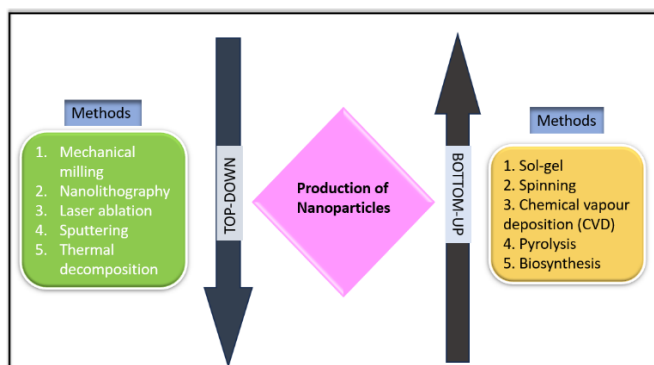 Methods
1. Mechanical
milling
2. Nanolithography
3. Laser ablation
4. Sputtering
5. Thermal
decomposition
TOP-DOWN
Production of
Nanoparticles
BOTTOM-UP
Methods
1. Sol-gel
2. Spinning
3. Chemical vapour
deposition (CVD)
4. Pyrolysis
5. Biosynthesis